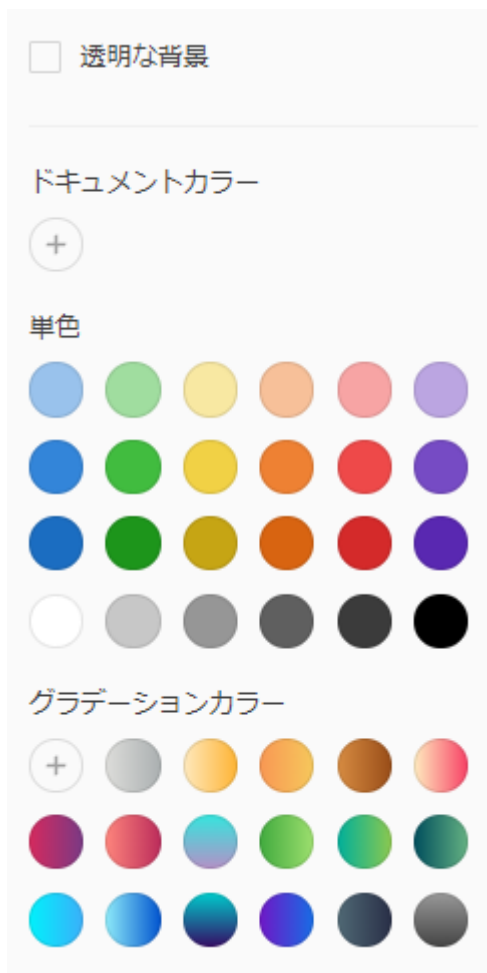 透明な背景
ドキュメントカラー
+
単色
グラデーションカラー
+